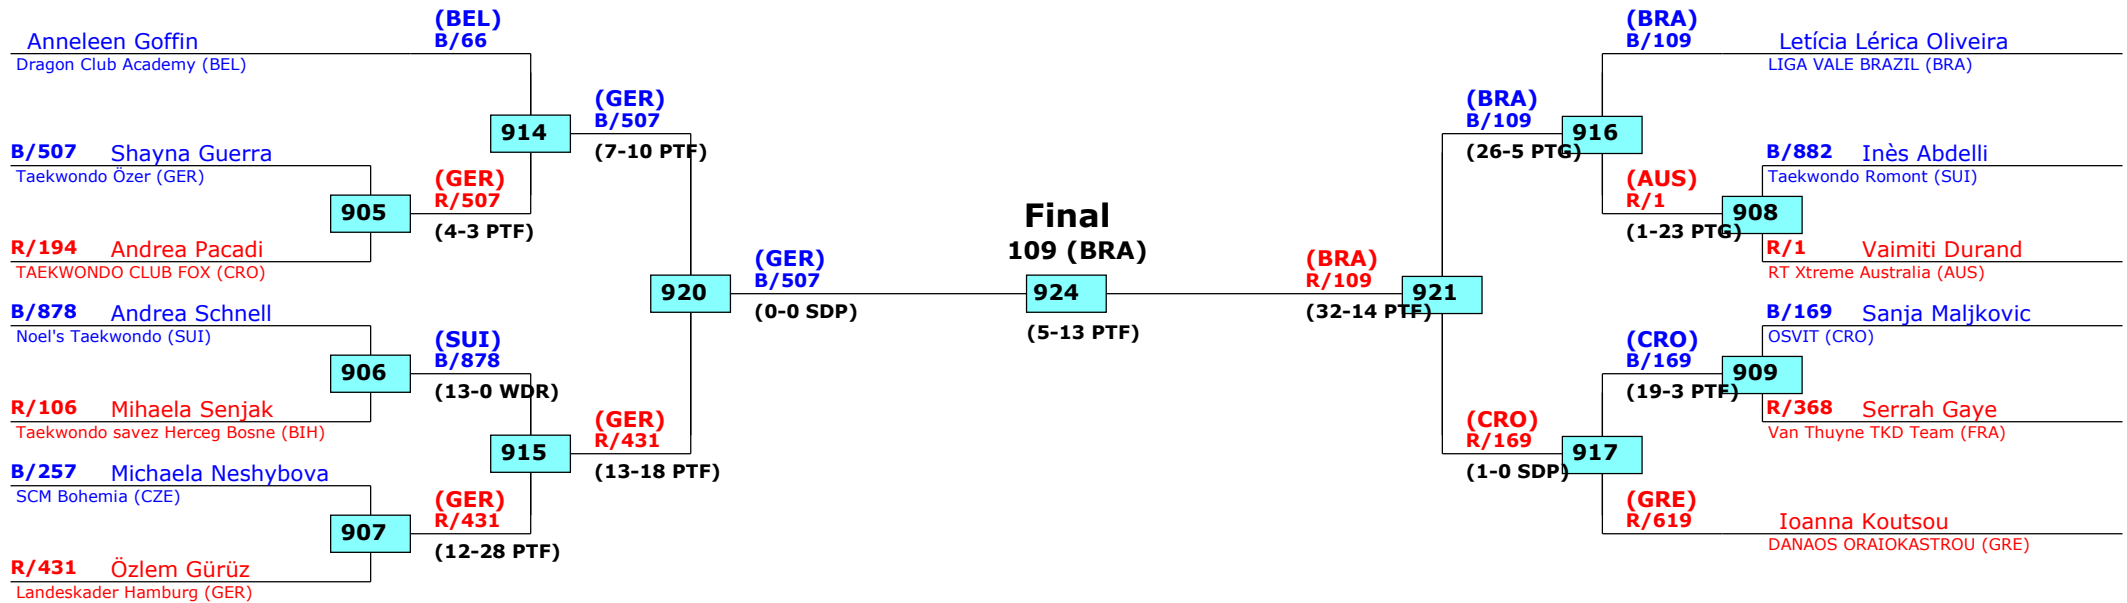 (BEL)
B/66
Anneleen Goffin
Dragon Club Academy (BEL)
914
(GER)
B/507
(7-10 PTF)
B/507 Shayna Guerra
Taekwondo Özer (GER)
905
(GER)
R/507
(4-3 PTF)
R/194 Andrea Pacadi
TAEKWONDO CLUB FOX (CRO)
920
(GER)
B/507
(0-0 SDP)
B/878 Andrea Schnell
Noel's Taekwondo (SUI)
906
(SUI)
B/878
(13-0 WDR)
R/106 Mihaela Senjak
Taekwondo savez Herceg Bosne (BIH)
915
(GER)
R/431
(13-18 PTF)
B/257 Michaela Neshybova
SCM Bohemia (CZE)
907
(GER)
R/431
(12-28 PTF)
R/431 Özlem Gürüz
Landeskader Hamburg (GER)
Final
109 (BRA)
924
(5-13 PTF)
(BRA)
R/109
(32-14 PTF)
921
(BRA)
B/109
Letícia Lérica Oliveira
LIGA VALE BRAZIL (BRA)
(BRA)
B/109
(26-5 PTG)
916
B/882 Inès Abdelli
Taekwondo Romont (SUI)
(AUS)
R/1
(1-23 PTG)
908
R/1 Vaimiti Durand
RT Xtreme Australia (AUS)
B/169 Sanja Maljkovic
OSVIT (CRO)
(CRO)
B/169
(19-3 PTF)
909
R/368 Serrah Gaye
Van Thuyne TKD Team (FRA)
(CRO)
R/169
(1-0 SDP)
917
(GRE)
R/619
Ioanna Koutsou
DANAOS ORAIOKASTROU (GRE)